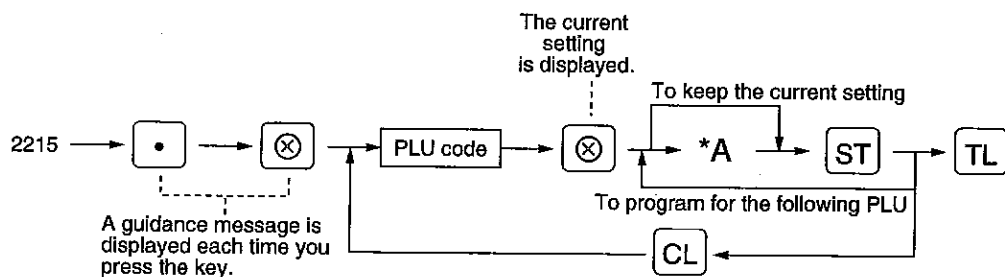 The current
setting
is displayed.
To keep the current setting
2215
•
⊗
PLU code
⊗
*A
ST
TL
To program for the following PLU
A guidance message is
displayed each time you
press the key.
CL